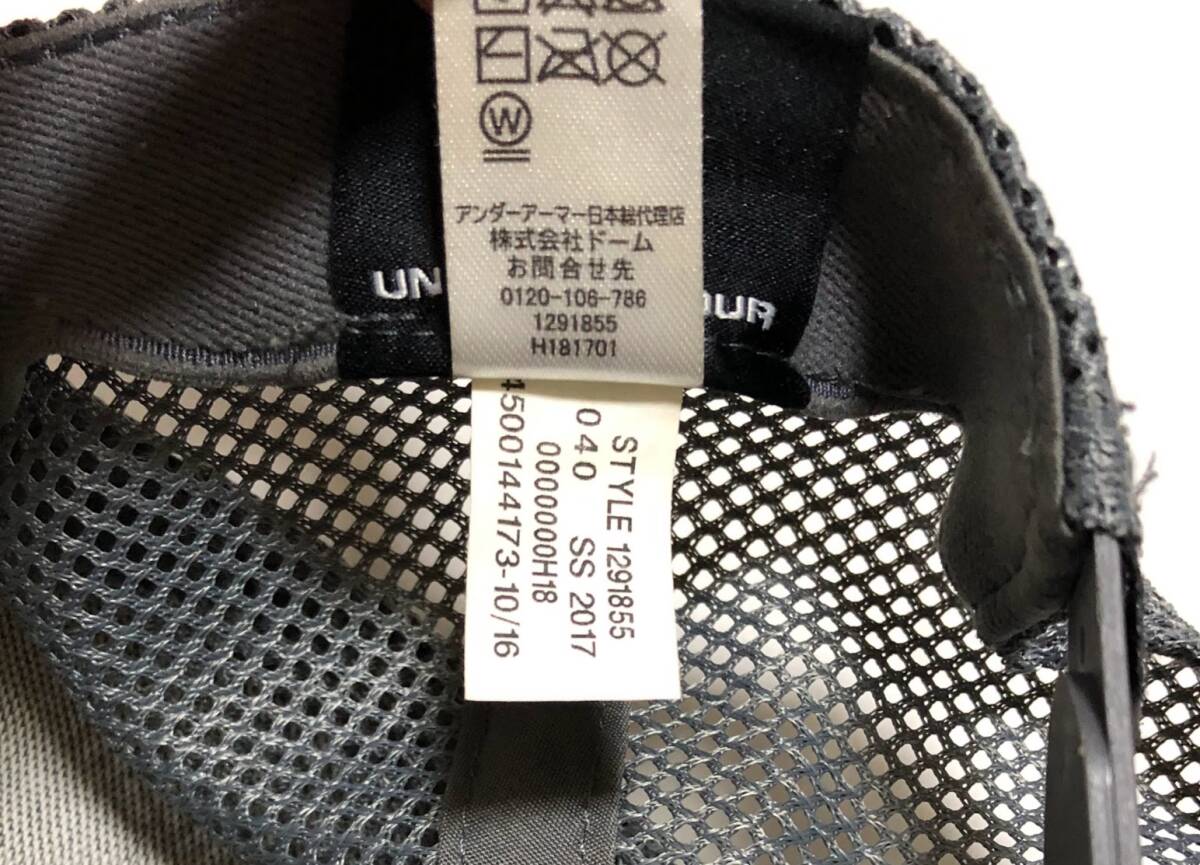 W
アンダーアーマー日本総代理店
株式会社ドーム
お問合せ先
0120-106-786
1291855
H181701
UN
OUR
STYLE 1291855
040 SS 2017
0000000H18
4500144173-10/16